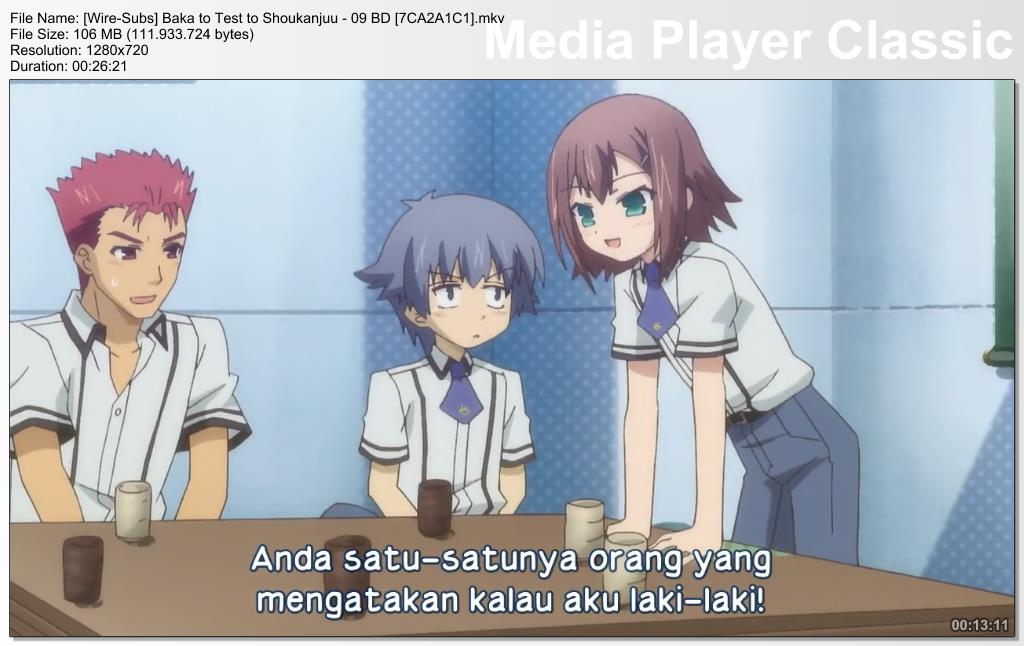 File Name: [Wire-Subs] Baka to Test to Shoukanjuu - 09 BD [7CA2A1C1].mkv
File Size: 106 MB (111.933.724 bytes)
Resolution: 1280x720
Duration: 00:26:21
Media Player Classic
Anda satu-satunya orang yang
mengatakan kalau aku laki-laki!
00:13:11